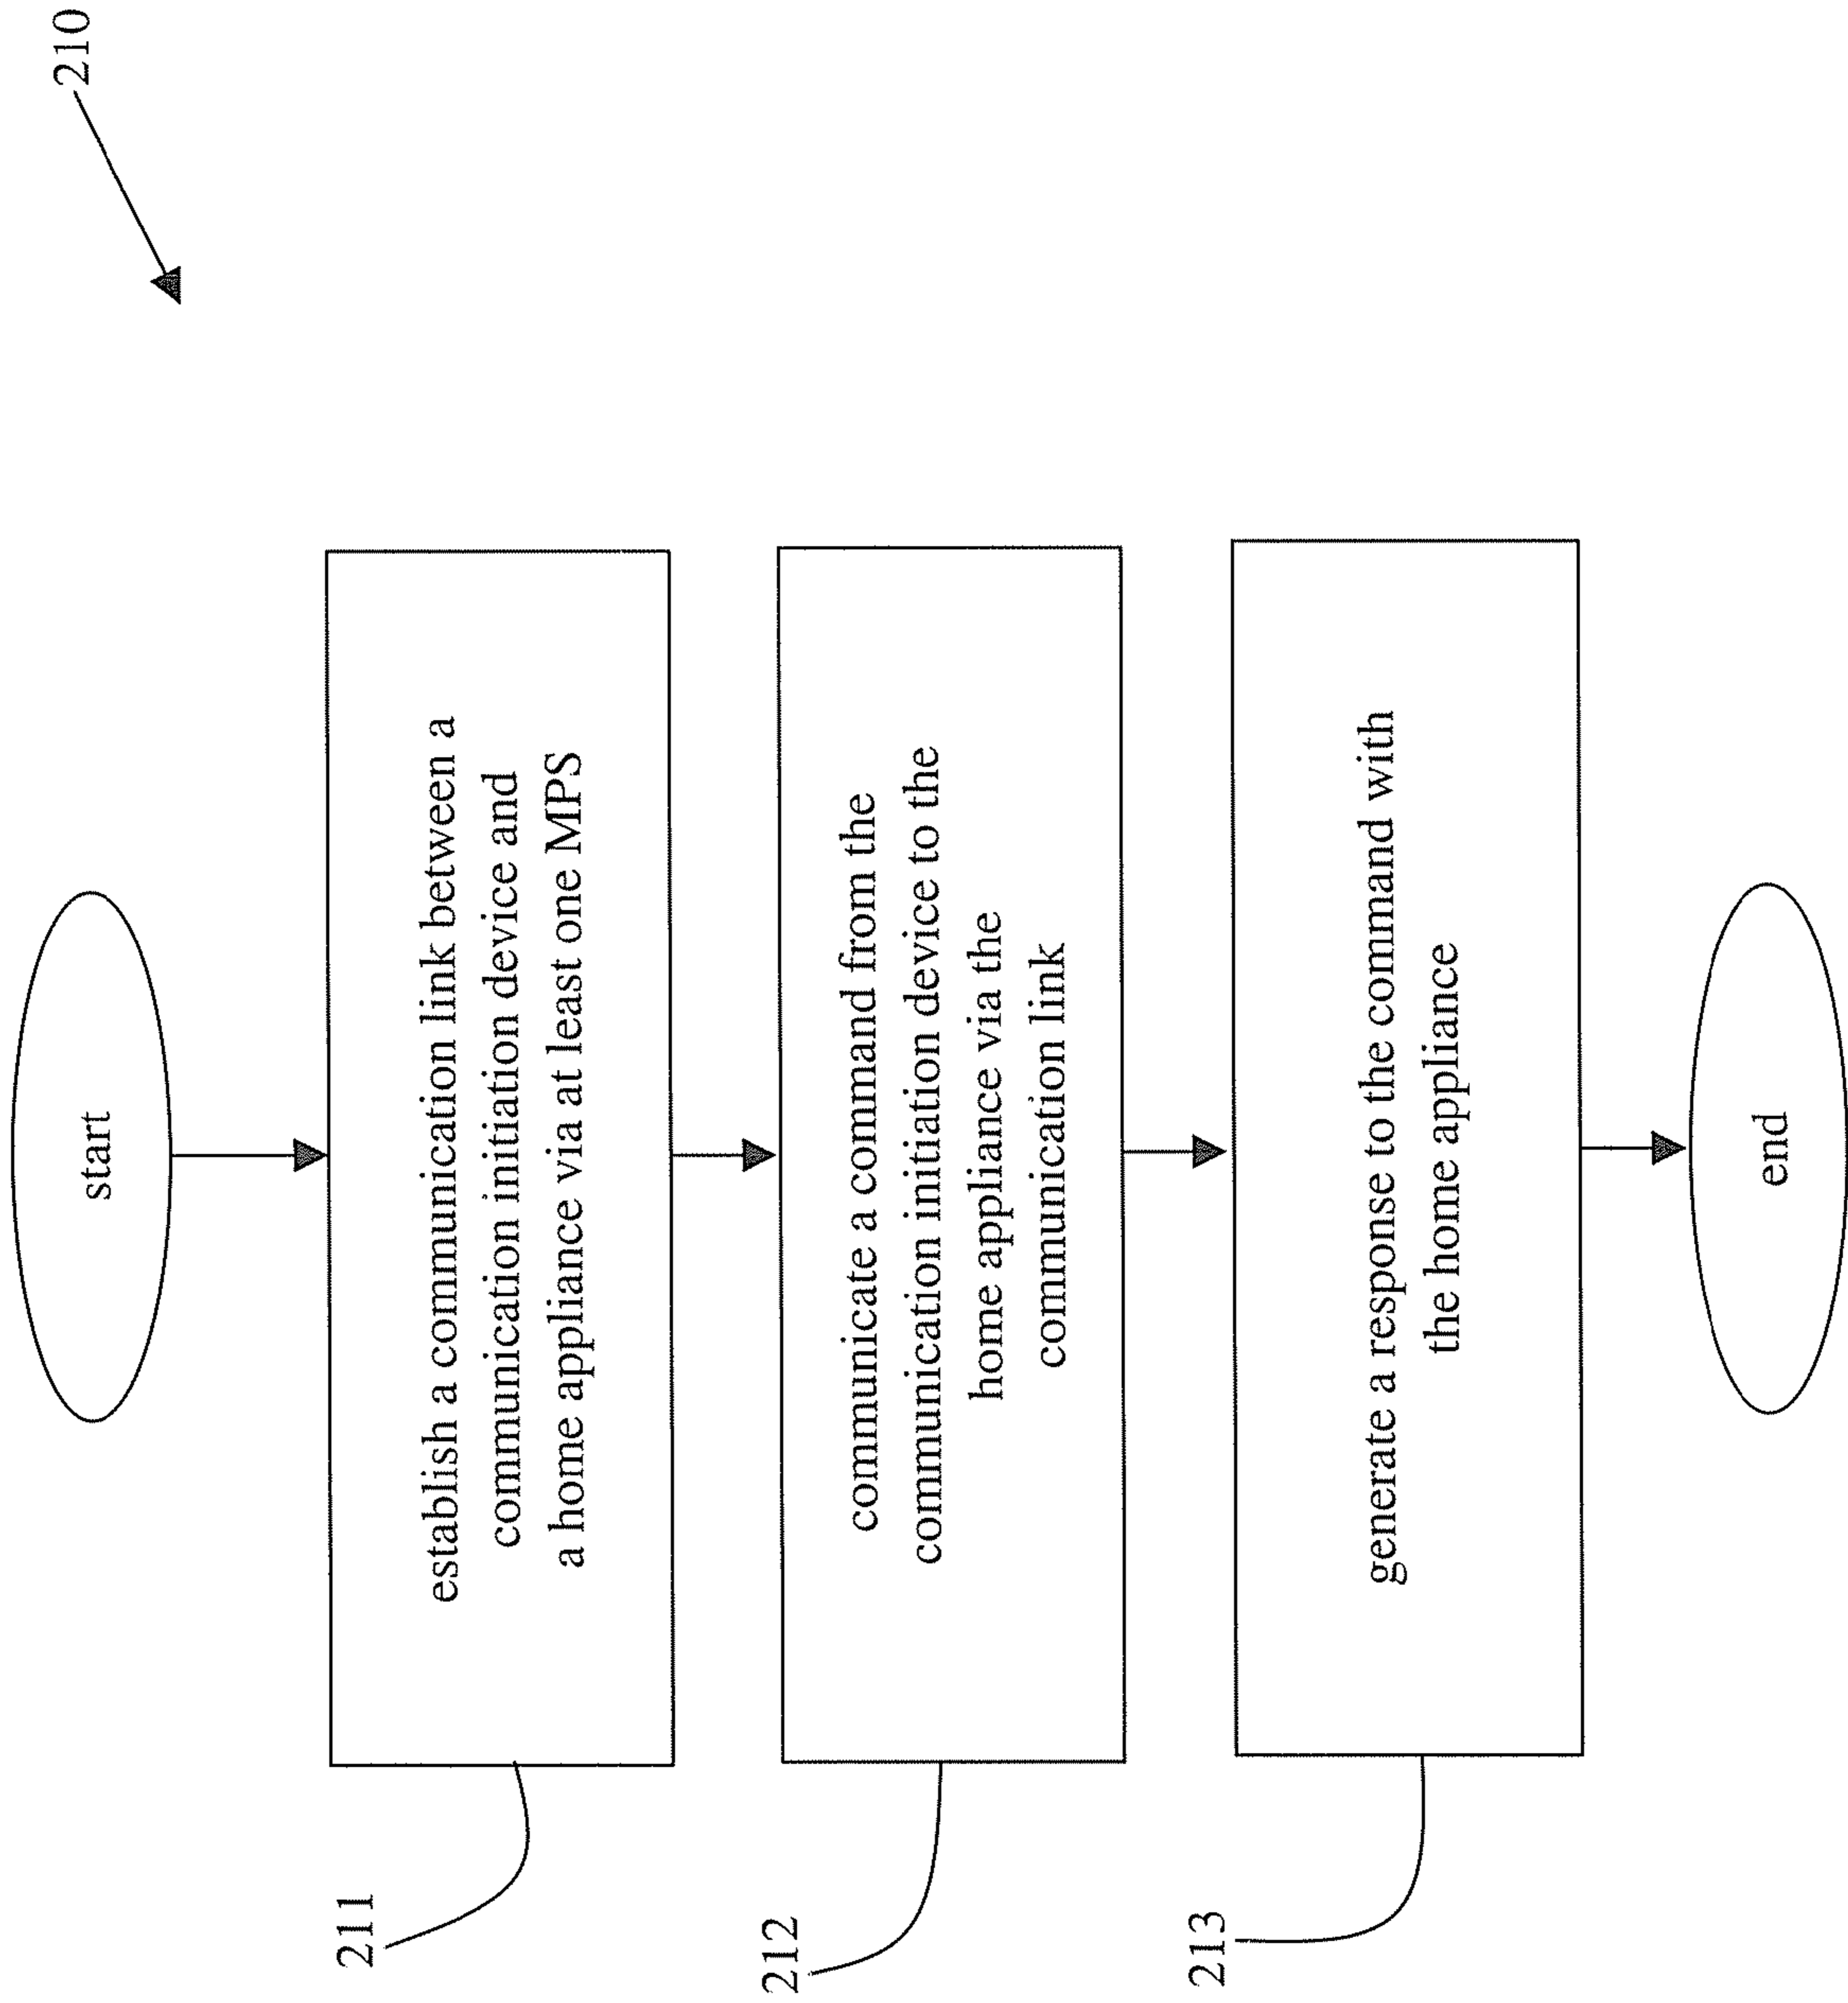 210
start
211
establish a communication link between a
communication initiation device and
a home appliance via at least one MPS
212
communicate a command from the
communication initiation device to the
home appliance via the
communication link
213
generate a response to the command with
the home appliance
end